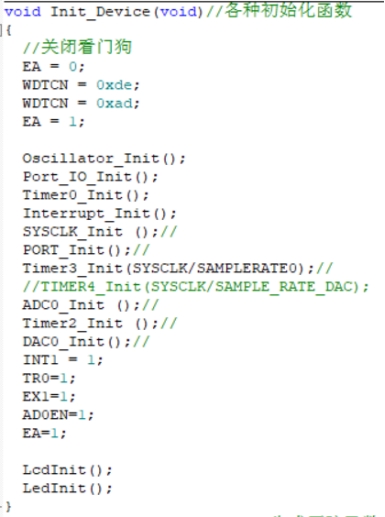 void Init_Device(void)//各种初始化函数
{
//关闭看门狗
EA = 0;
WDTCN = 0xde;
WDTCN = 0xad;
EA = 1;
Oscillator_Init();
Port_IO_Init();
Timer0_Init();
Interrupt_Init();
SYSCLK_Init ();//
PORT_Init();//
Timer3_Init(SYSCLK/SAMPLERATE0);//
//TIMER4_Init(SYSCLK/SAMPLE_RATE_DAC);
ADC0_Init ();//
Timer2_Init ();//
DAC0_Init();//
INT1 = 1;
TR0=1;
EX1=1;
AD0EN=1;
EA=1;
LcdInit();
LedInit();
}